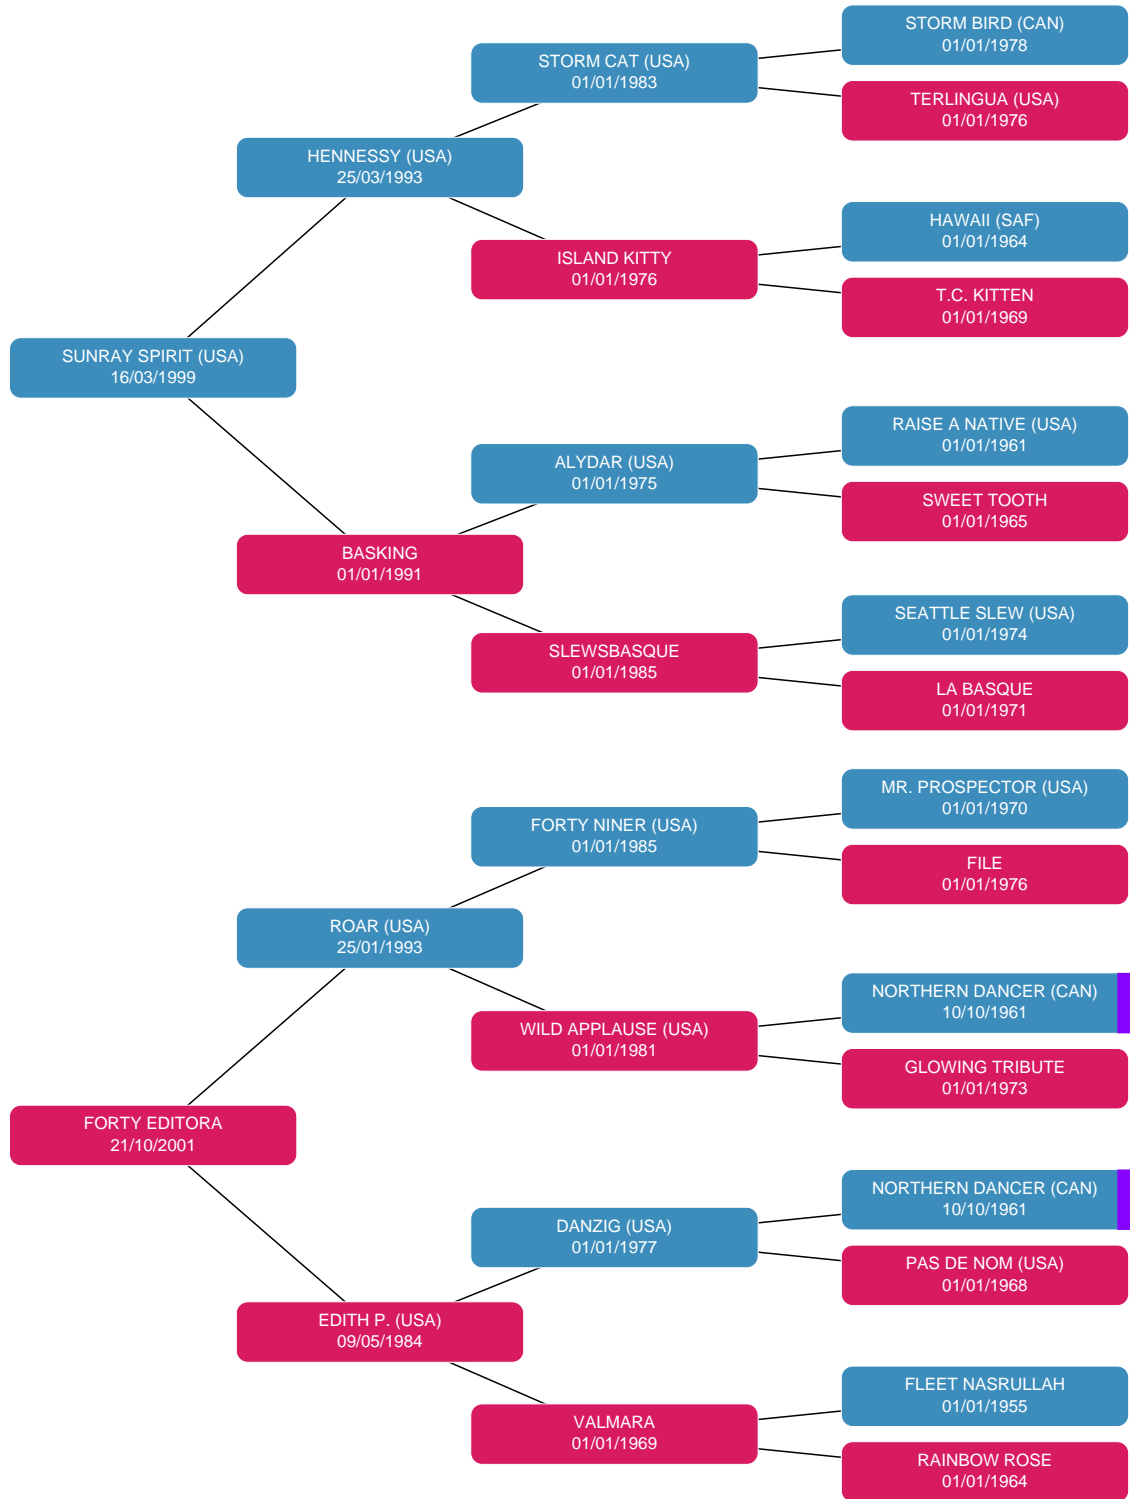 STORM BIRD (CAN)
01/01/1978
STORM CAT (USA)
01/01/1983
TERLINGUA (USA)
01/01/1976
HENNESSY (USA)
25/03/1993
HAWAII (SAF)
01/01/1964
ISLAND KITTY
01/01/1976
T.C. KITTEN
01/01/1969
SUNRAY SPIRIT (USA)
16/03/1999
RAISE A NATIVE (USA)
01/01/1961
ALYDAR (USA)
01/01/1975
SWEET TOOTH
01/01/1965
BASKING
01/01/1991
SEATTLE SLEW (USA)
01/01/1974
SLEWSBASQUE
01/01/1985
LA BASQUE
01/01/1971
MR. PROSPECTOR (USA)
01/01/1970
FORTY NINER (USA)
01/01/1985
FILE
01/01/1976
ROAR (USA)
25/01/1993
NORTHERN DANCER (CAN)
10/10/1961
WILD APPLAUSE (USA)
01/01/1981
GLOWING TRIBUTE
01/01/1973
FORTY EDITORA
21/10/2001
NORTHERN DANCER (CAN)
10/10/1961
DANZIG (USA)
01/01/1977
PAS DE NOM (USA)
01/01/1968
EDITH P. (USA)
09/05/1984
FLEET NASRULLAH
01/01/1955
VALMARA
01/01/1969
RAINBOW ROSE
01/01/1964